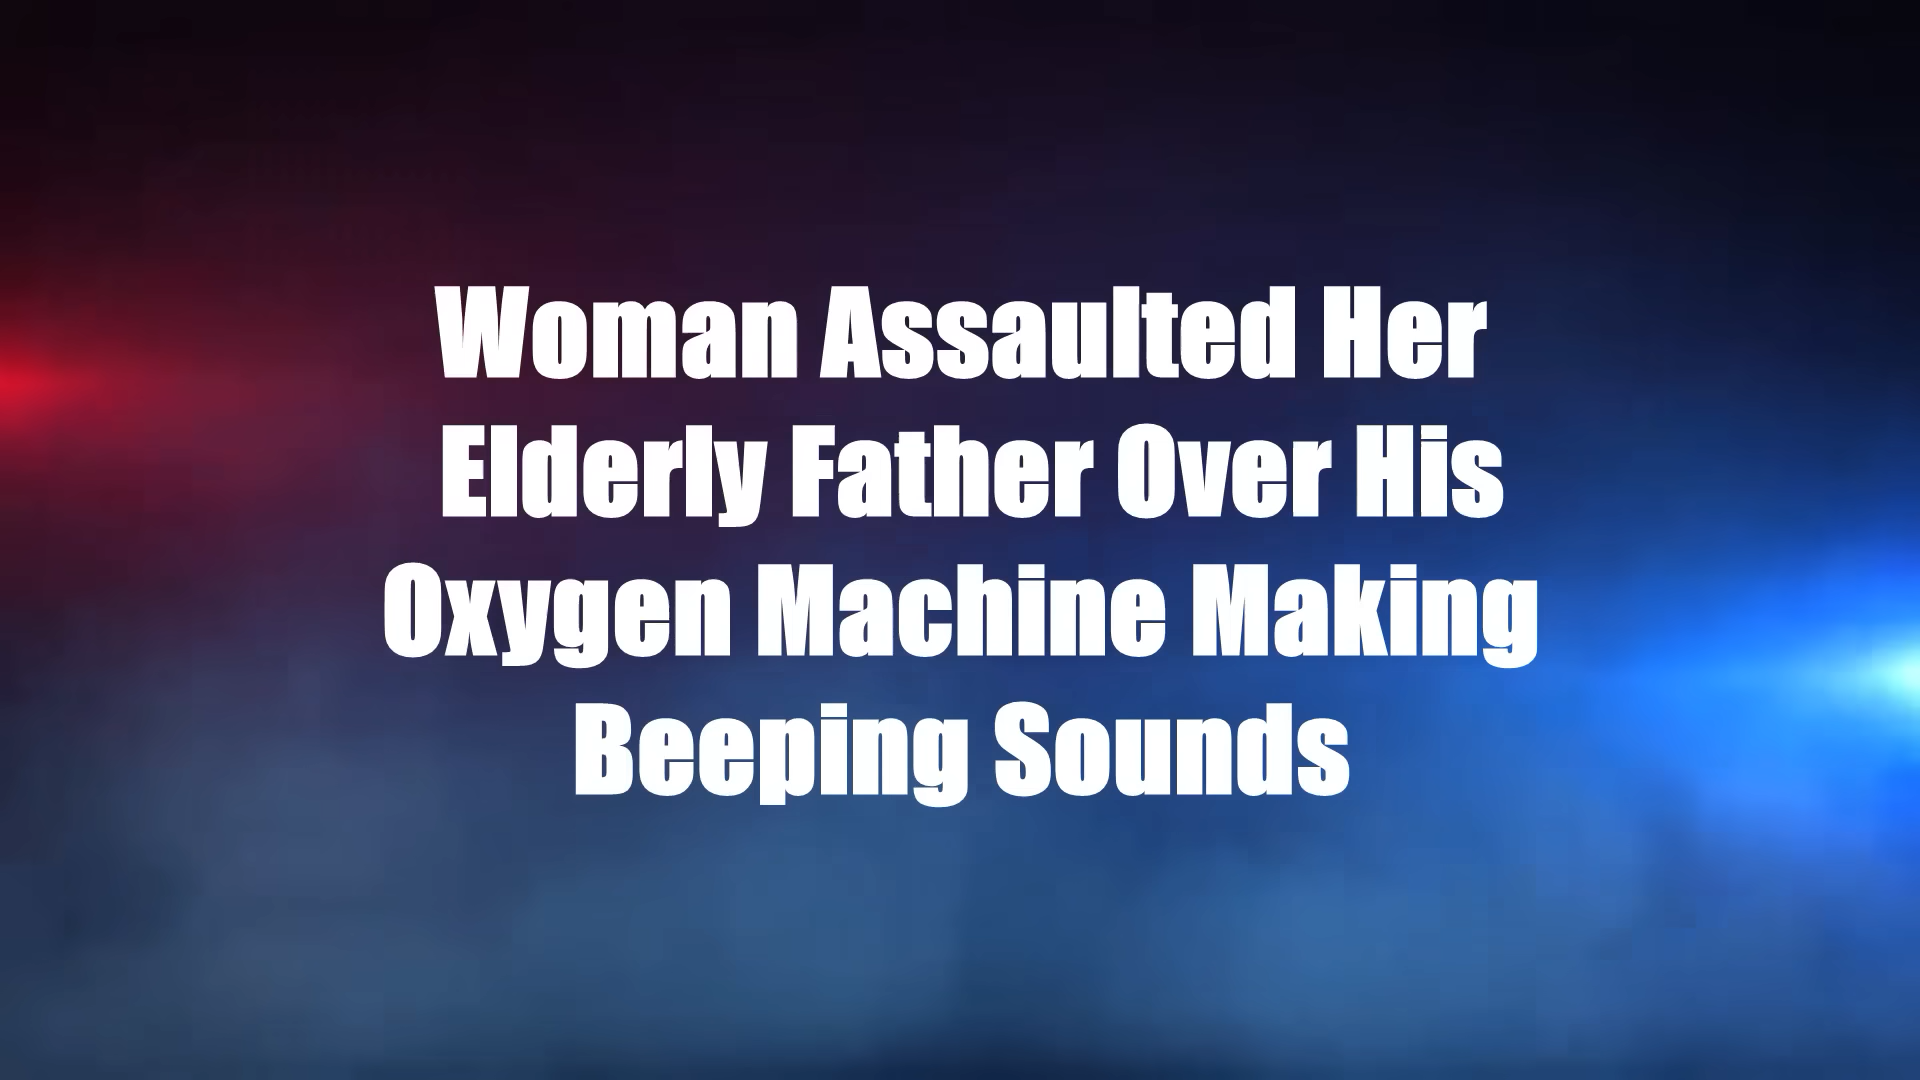 Woman Assaulted Her
Elderly Father Over His
Oxygen Machine Making
Beeping Sounds